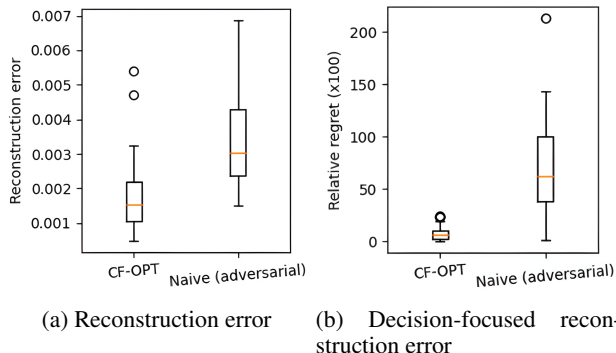 0.007
0.006
0.005
0.004
0.003
0.002
0.001
Reconstruction error
CF-OPT
Naive (adversarial)
200
150
100
50
0
Relative regret (x100)
CF-OPT
Naive (adversarial)
(a) Reconstruction error
(b) Decision-focused recon-
struction error